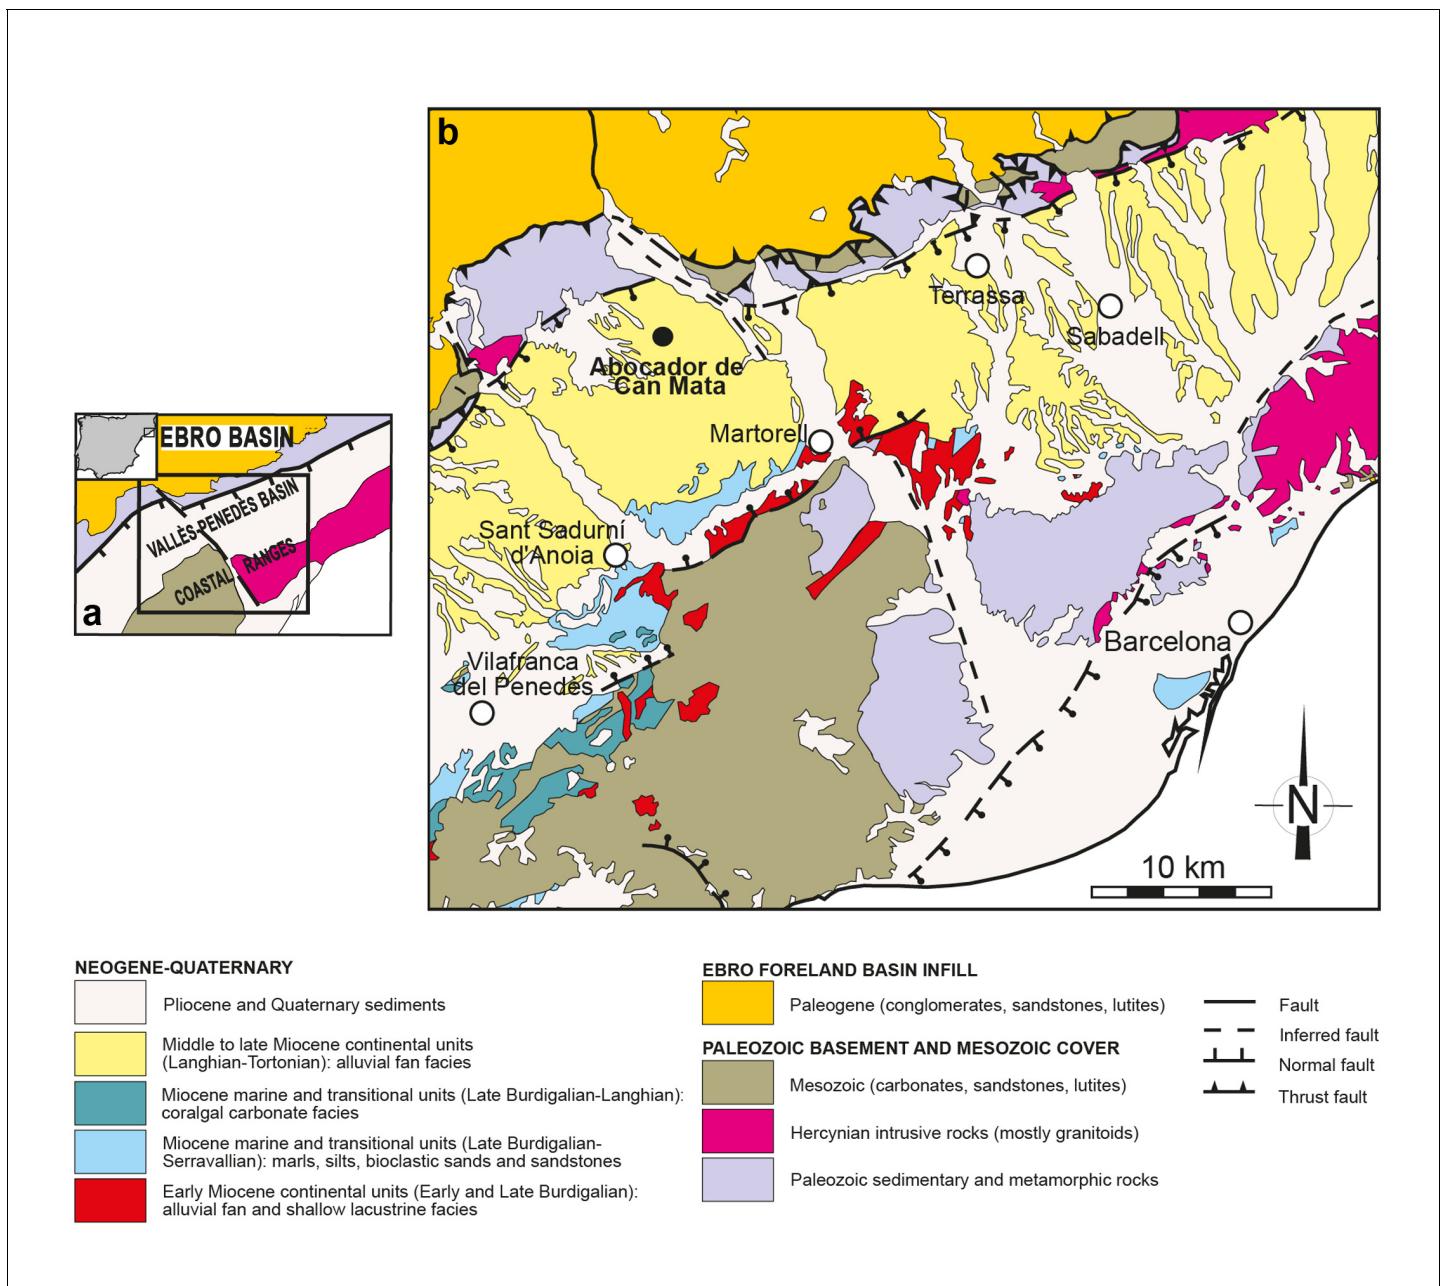 b
Terrassa
Sabadell
Abocador de
Can Mata
Martorell
Sant Sadurní
d'Anoia
Vilafranca
del Penedès
Barcelona
N
10 km
EBRO BASIN
VALLÈS-PENEDÈS BASIN
COASTAL RANGES
a
NEOGENE-QUATERNARY
Pliocene and Quaternary sediments
Middle to late Miocene continental units
(Langhian-Tortonian): alluvial fan facies
Miocene marine and transitional units (Late Burdigalian-Langhian):
coralgal carbonate facies
Miocene marine and transitional units (Late Burdigalian-
Serravallian): marls, silts, bioclastic sands and sandstones
Early Miocene continental units (Early and Late Burdigalian):
alluvial fan and shallow lacustrine facies
EBRO FORELAND BASIN INFILL
Paleogene (conglomerates, sandstones, lutites)
PALEOZOIC BASEMENT AND MESOZOIC COVER
Mesozoic (carbonates, sandstones, lutites)
Hercynian intrusive rocks (mostly granitoids)
Paleozoic sedimentary and metamorphic rocks
Fault
Inferred fault
Normal fault
Thrust fault